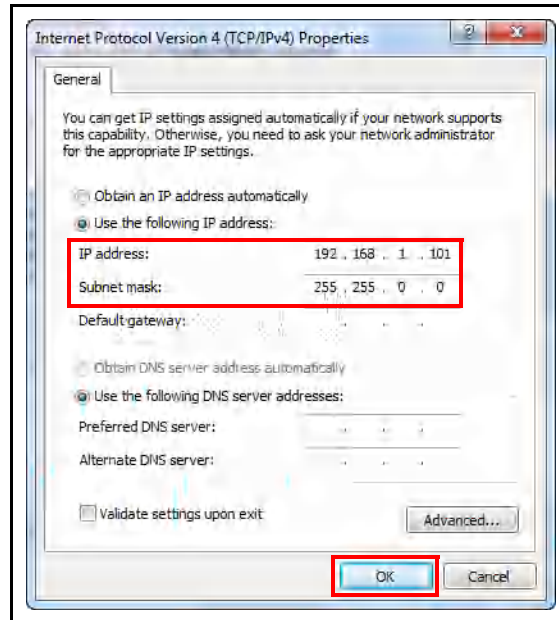 Internet Protocol Version 4 (TCP/IPv4) Properties
General
You can get IP settings assigned automatically if your network supports
this capability. Otherwise, you need to ask your network administrator
for the appropriate IP settings.
Obtain an IP address automatically
Use the following IP address:
IP address: 192 . 168 . 1 . 101
Subnet mask: 255 . 255 . 0 . 0
Default gateway: . . .
Obtain DNS server address automatically
Use the following DNS server addresses:
Preferred DNS server: . . .
Alternate DNS server: . . .
Validate settings upon exit
Advanced...
OK Cancel